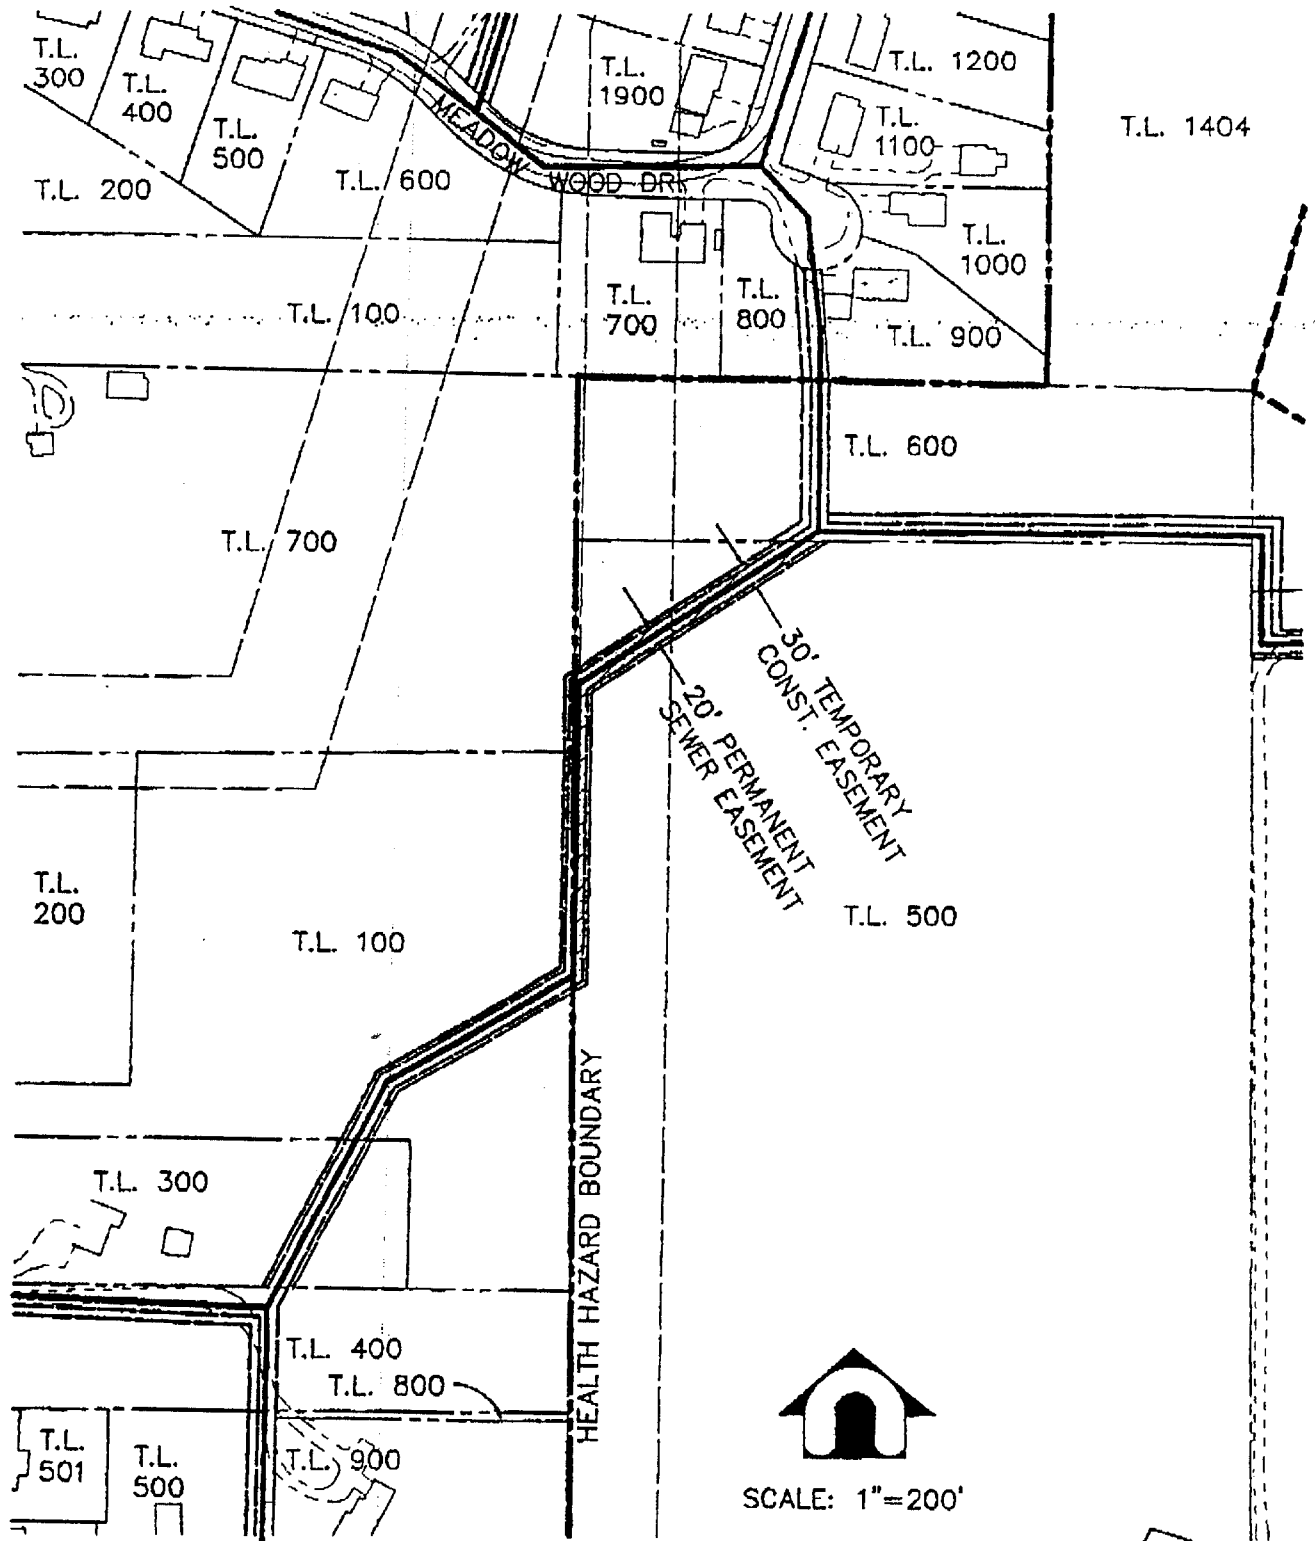 T.L.
300
T.L.
400
T.L.
500
T.L. 200
T.L. 600
MEADOW
WOOD DR.
T.L.
1900
T.L. 1200
T.L.
1100
T.L. 1404
T.L.
1000
T.L. 100
T.L.
700
T.L.
800
T.L. 900
T.L. 600
T.L. 700
30' TEMPORARY
CONST. EASEMENT
20' PERMANENT
SEWER EASEMENT
T.L.
200
T.L. 100
T.L. 500
HEALTH HAZARD BOUNDARY
T.L. 300
T.L. 400
T.L. 800
T.L.
501
T.L.
500
T.L. 900
SCALE: 1"=200'